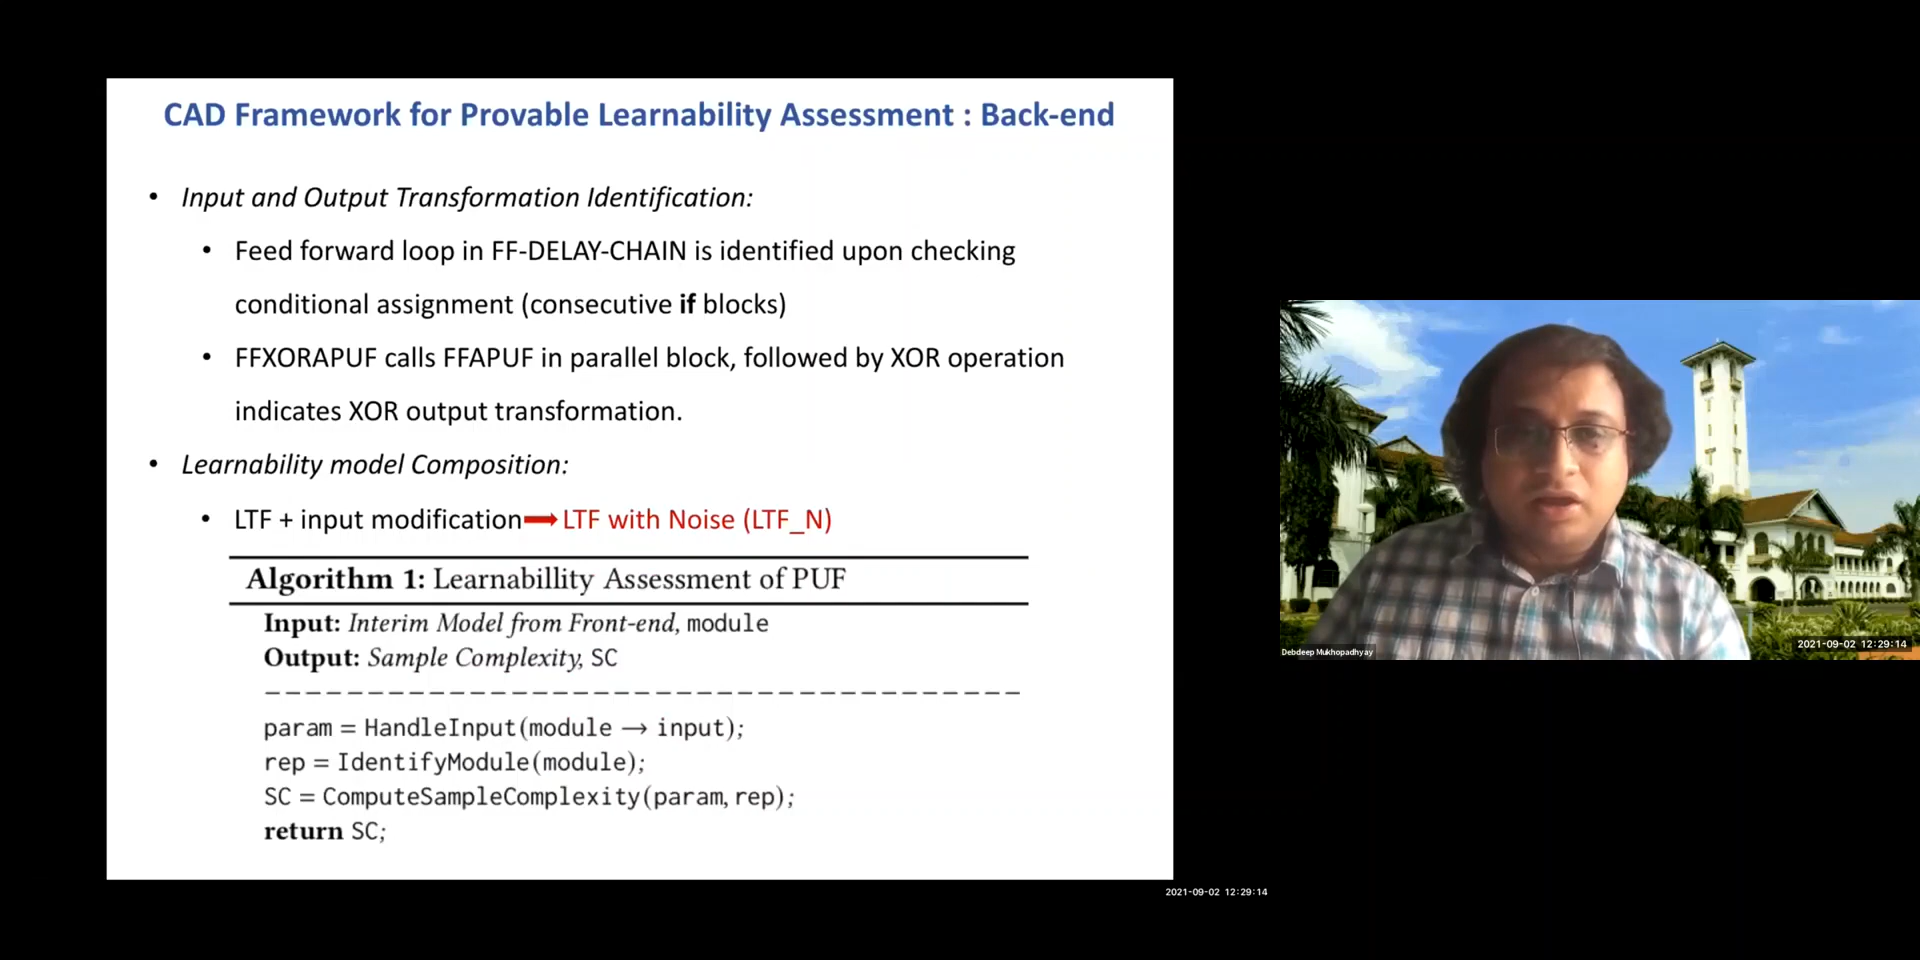 CAD Framework for Provable Learnability Assessment : Back-end
• Input and Output Transformation Identification:
• Feed forward loop in FF-DELAY-CHAIN is identified upon checking
conditional assignment (consecutive if blocks)
• FFXORAPUF calls FFAPUF in parallel block, followed by XOR operation
indicates XOR output transformation.
• Learnability model Composition:
• LTF + input modification➡LTF with Noise (LTF_N)
Algorithm 1: Learnabillity Assessment of PUF
Input: Interim Model from Front-end, module
Output: Sample Complexity, SC
param = HandleInput(module → input);
rep = IdentifyModule(module);
SC = ComputeSampleComplexity(param, rep);
return SC;
2021-09-02 12:29:14
Debdeep Mukhopadhyay
2021-09-02 12:29:14